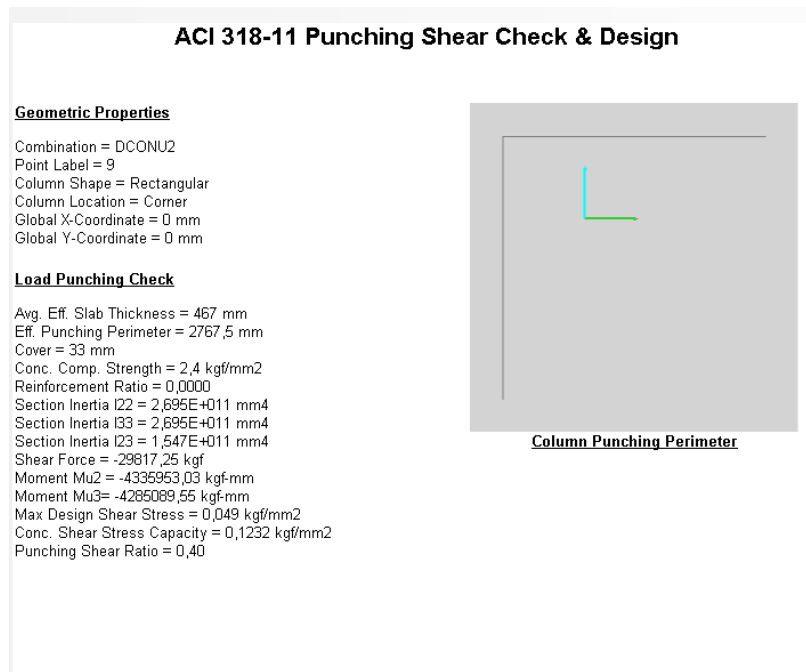 ACI 318-11 Punching Shear Check & Design
Geometric Properties
Combination = DCONU2
Point Label = 9
Column Shape = Rectangular
Column Location = Corner
Global X-Coordinate = 0 mm
Global Y-Coordinate = 0 mm
Load Punching Check
Avg. Eff. Slab Thickness = 467 mm
Eff. Punching Perimeter = 2767,5 mm
Cover = 33 mm
Conc. Comp. Strength = 2,4 kgf/mm2
Reinforcement Ratio = 0,0000
Section Inertia I22 = 2,695E+011 mm4
Section Inertia I33 = 2,695E+011 mm4
Section Inertia I23 = 1,547E+011 mm4
Shear Force = -29817,25 kgf
Moment Mu2 = -4335953,03 kgf-mm
Moment Mu3= -4285089,55 kgf-mm
Max Design Shear Stress = 0,049 kgf/mm2
Conc. Shear Stress Capacity = 0,1232 kgf/mm2
Punching Shear Ratio = 0,40
Column Punching Perimeter